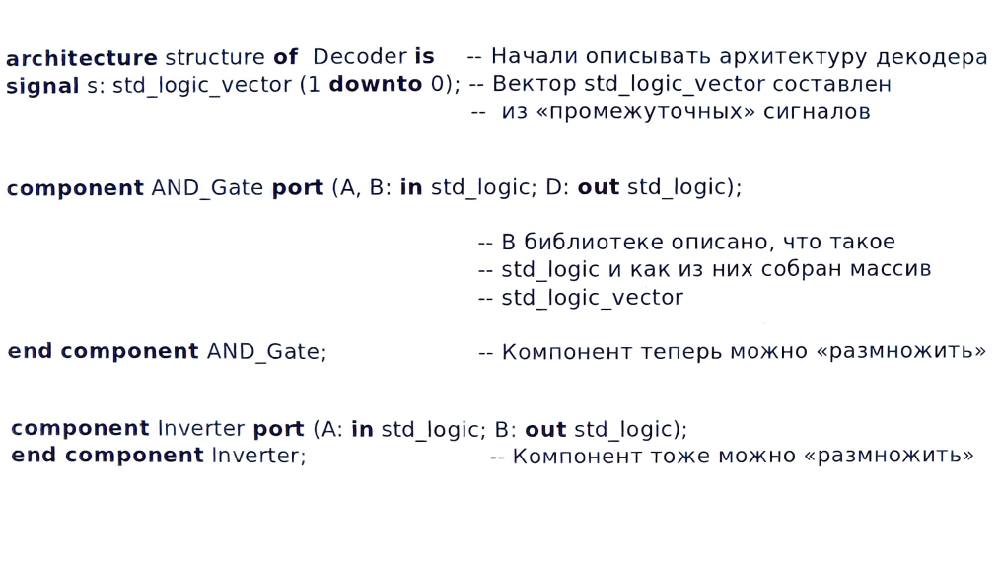 architecture structure of Decoder is -- Начали описывать архитектуру декодера
signal s: std_logic_vector (1 downto 0); -- Вектор std_logic_vector составлен
-- из «промежуточных» сигналов
component AND_Gate port (A, B: in std_logic; D: out std_logic);
-- В библиотеке описано, что такое
-- std_logic и как из них собран массив
-- std_logic_vector
end component AND_Gate; -- Компонент теперь можно «размножить»
component Inverter port (A: in std_logic; B: out std_logic);
end component Inverter; -- Компонент тоже можно «размножить»